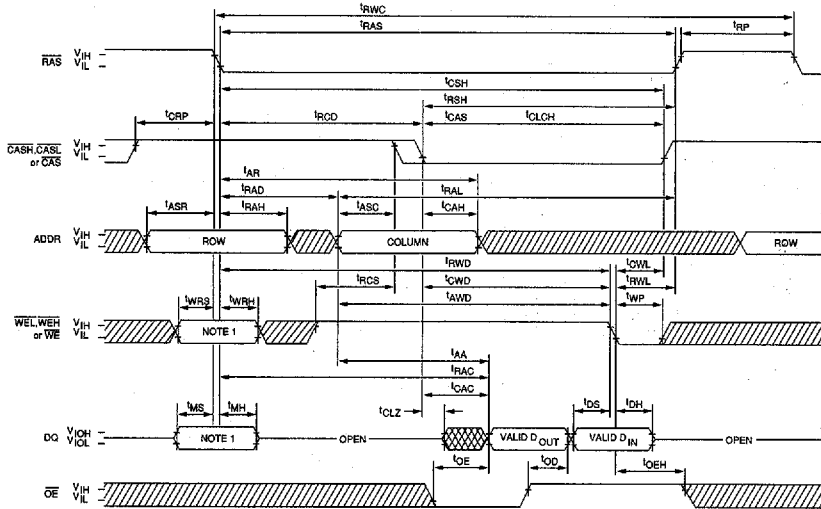 tRWC
tRAS
tRP
RAS VIH
VIL
tCSH
tRSH
tCRP
tRCD
tCAS
tCLCH
CASH,CASL VIH
or CAS VIL
tAR
tRAD
tRAL
tASR
tRAH
tASC
tCAH
ADDR VIH
VIL
ROW
COLUMN
ROW
tRWD
tCWL
tRCS
tCWD
tRWL
tWRS
tWRH
tAWD
tWP
WEL,WEH VIH
or WE VIL
NOTE 1
tAA
tRAC
tCAC
tMS
tMH
tCLZ
tDS
tDH
DQ VIOH
VIOL
NOTE 1
OPEN
VALID DOUT
VALID DIN
OPEN
tOE
tOD
tOEH
OE VIH
VIL